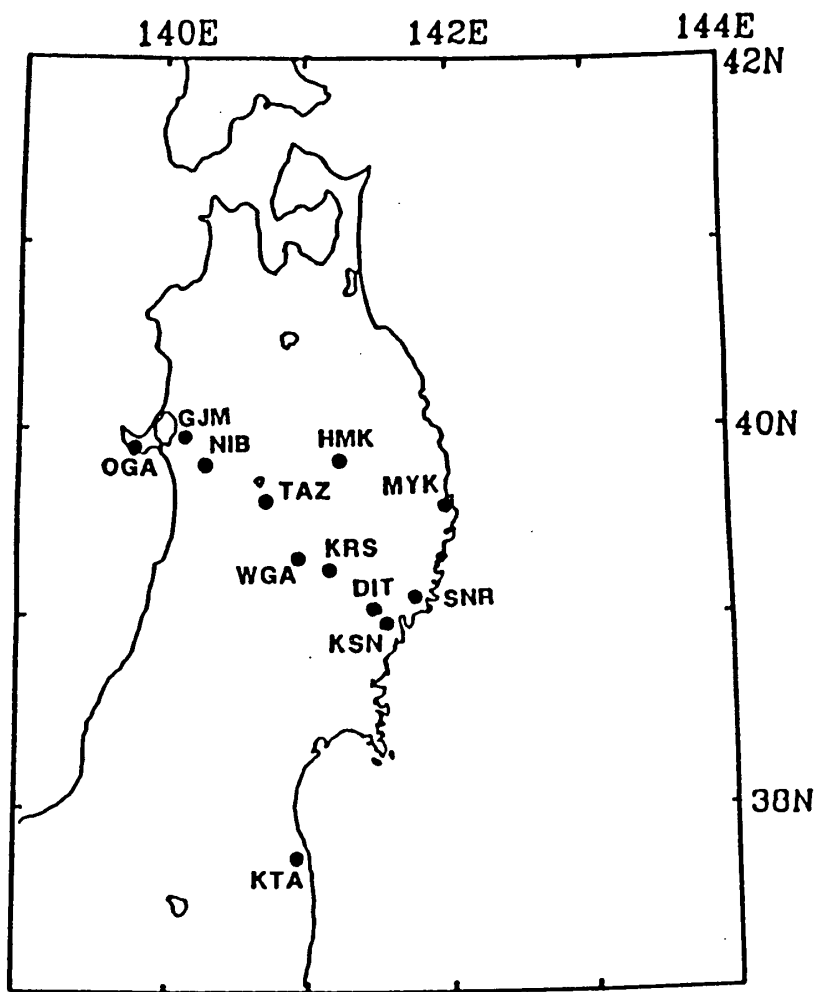 140E 142E 144E
42N
40N
GJM
NIB
OGA
HMK
TAZ
MYK
WGA
KRS
DIT
SNR
KSN
38N
KTA